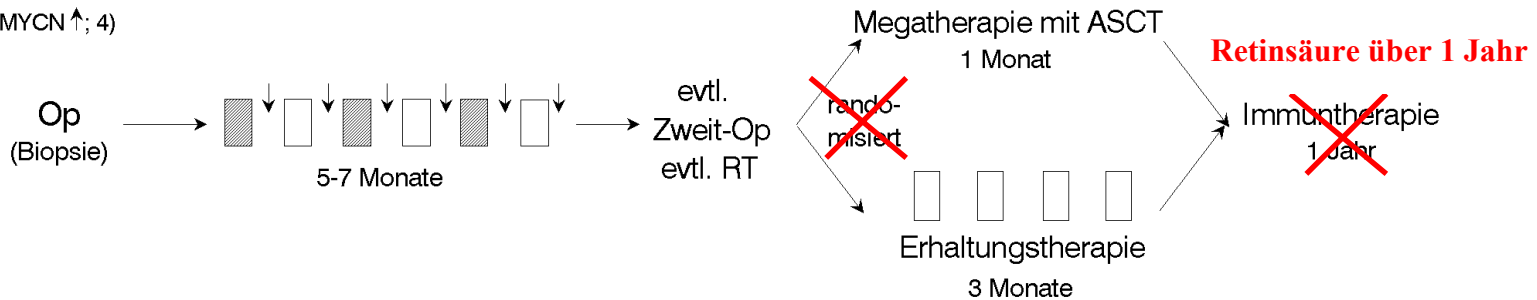 MYCN ↑; 4)
Megatherapie mit ASCT
1 Monat
Retinsäure über 1 Jahr
Op
(Biopsie)
5-7 Monate
evtl.
Zweit-Op
evtl. RT
rando-
misiert
Immuntherapie
1 Jahr
Erhaltungstherapie
3 Monate